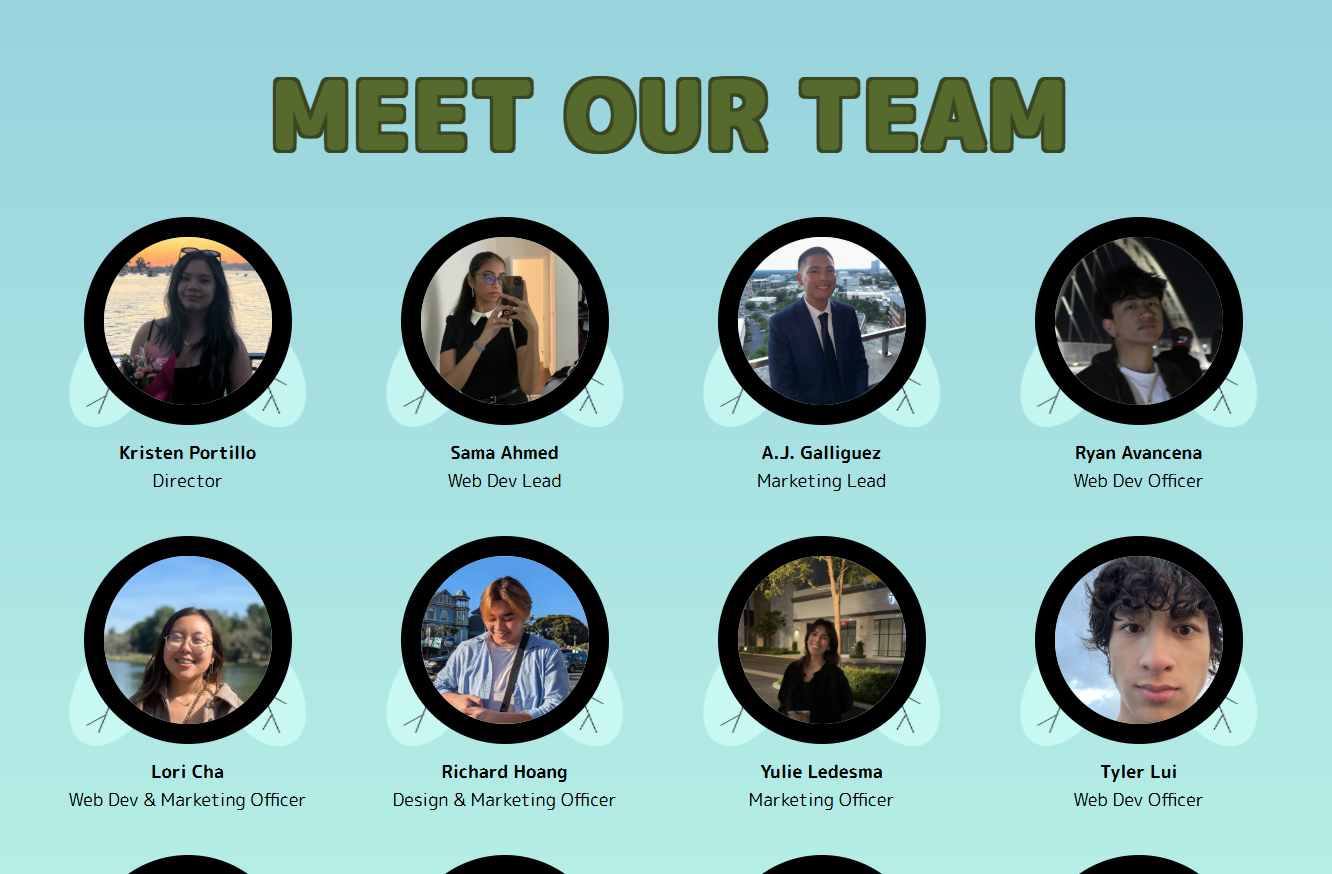 MEET OUR TEAM
Kristen Portillo
Director
Sama Ahmed
Web Dev Lead
A.J. Galliguez
Marketing Lead
Ryan Avancena
Web Dev Officer
Lori Cha
Web Dev & Marketing Officer
Richard Hoang
Design & Marketing Officer
Yulie Ledesma
Marketing Officer
Tyler Lui
Web Dev Officer